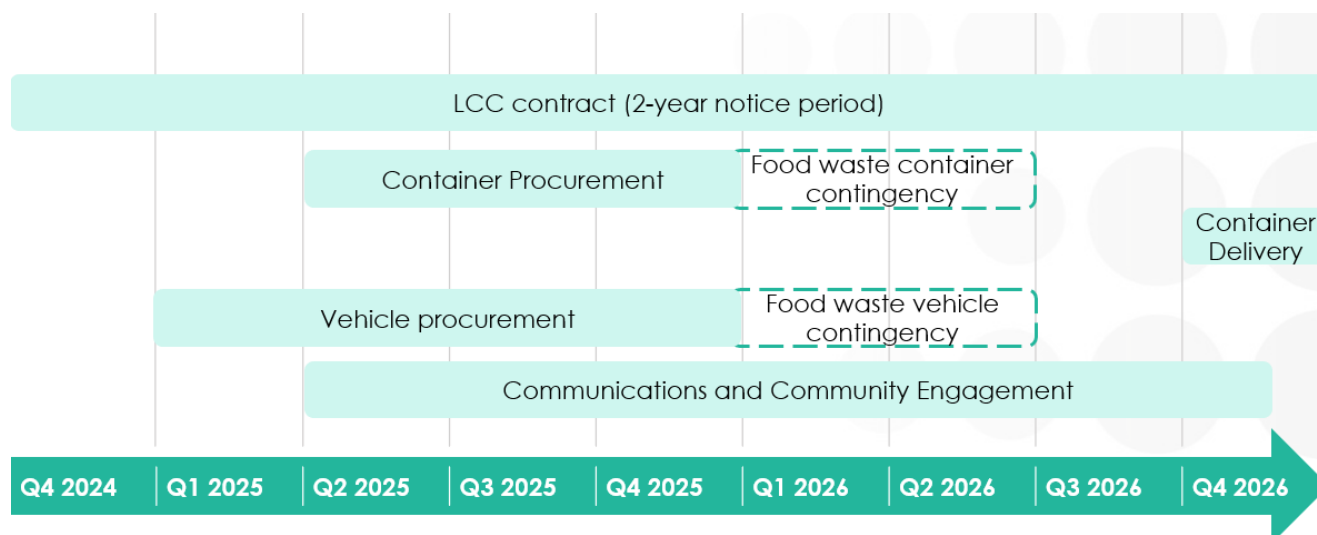 LCC contract (2-year notice period)
Container Procurement
Food waste container
contingency
Container
Delivery
Vehicle procurement
Food waste vehicle
contingency
Communications and Community Engagement
Q4 2024
Q1 2025
Q2 2025
Q3 2025
Q4 2025
Q1 2026
Q2 2026
Q3 2026
Q4 2026